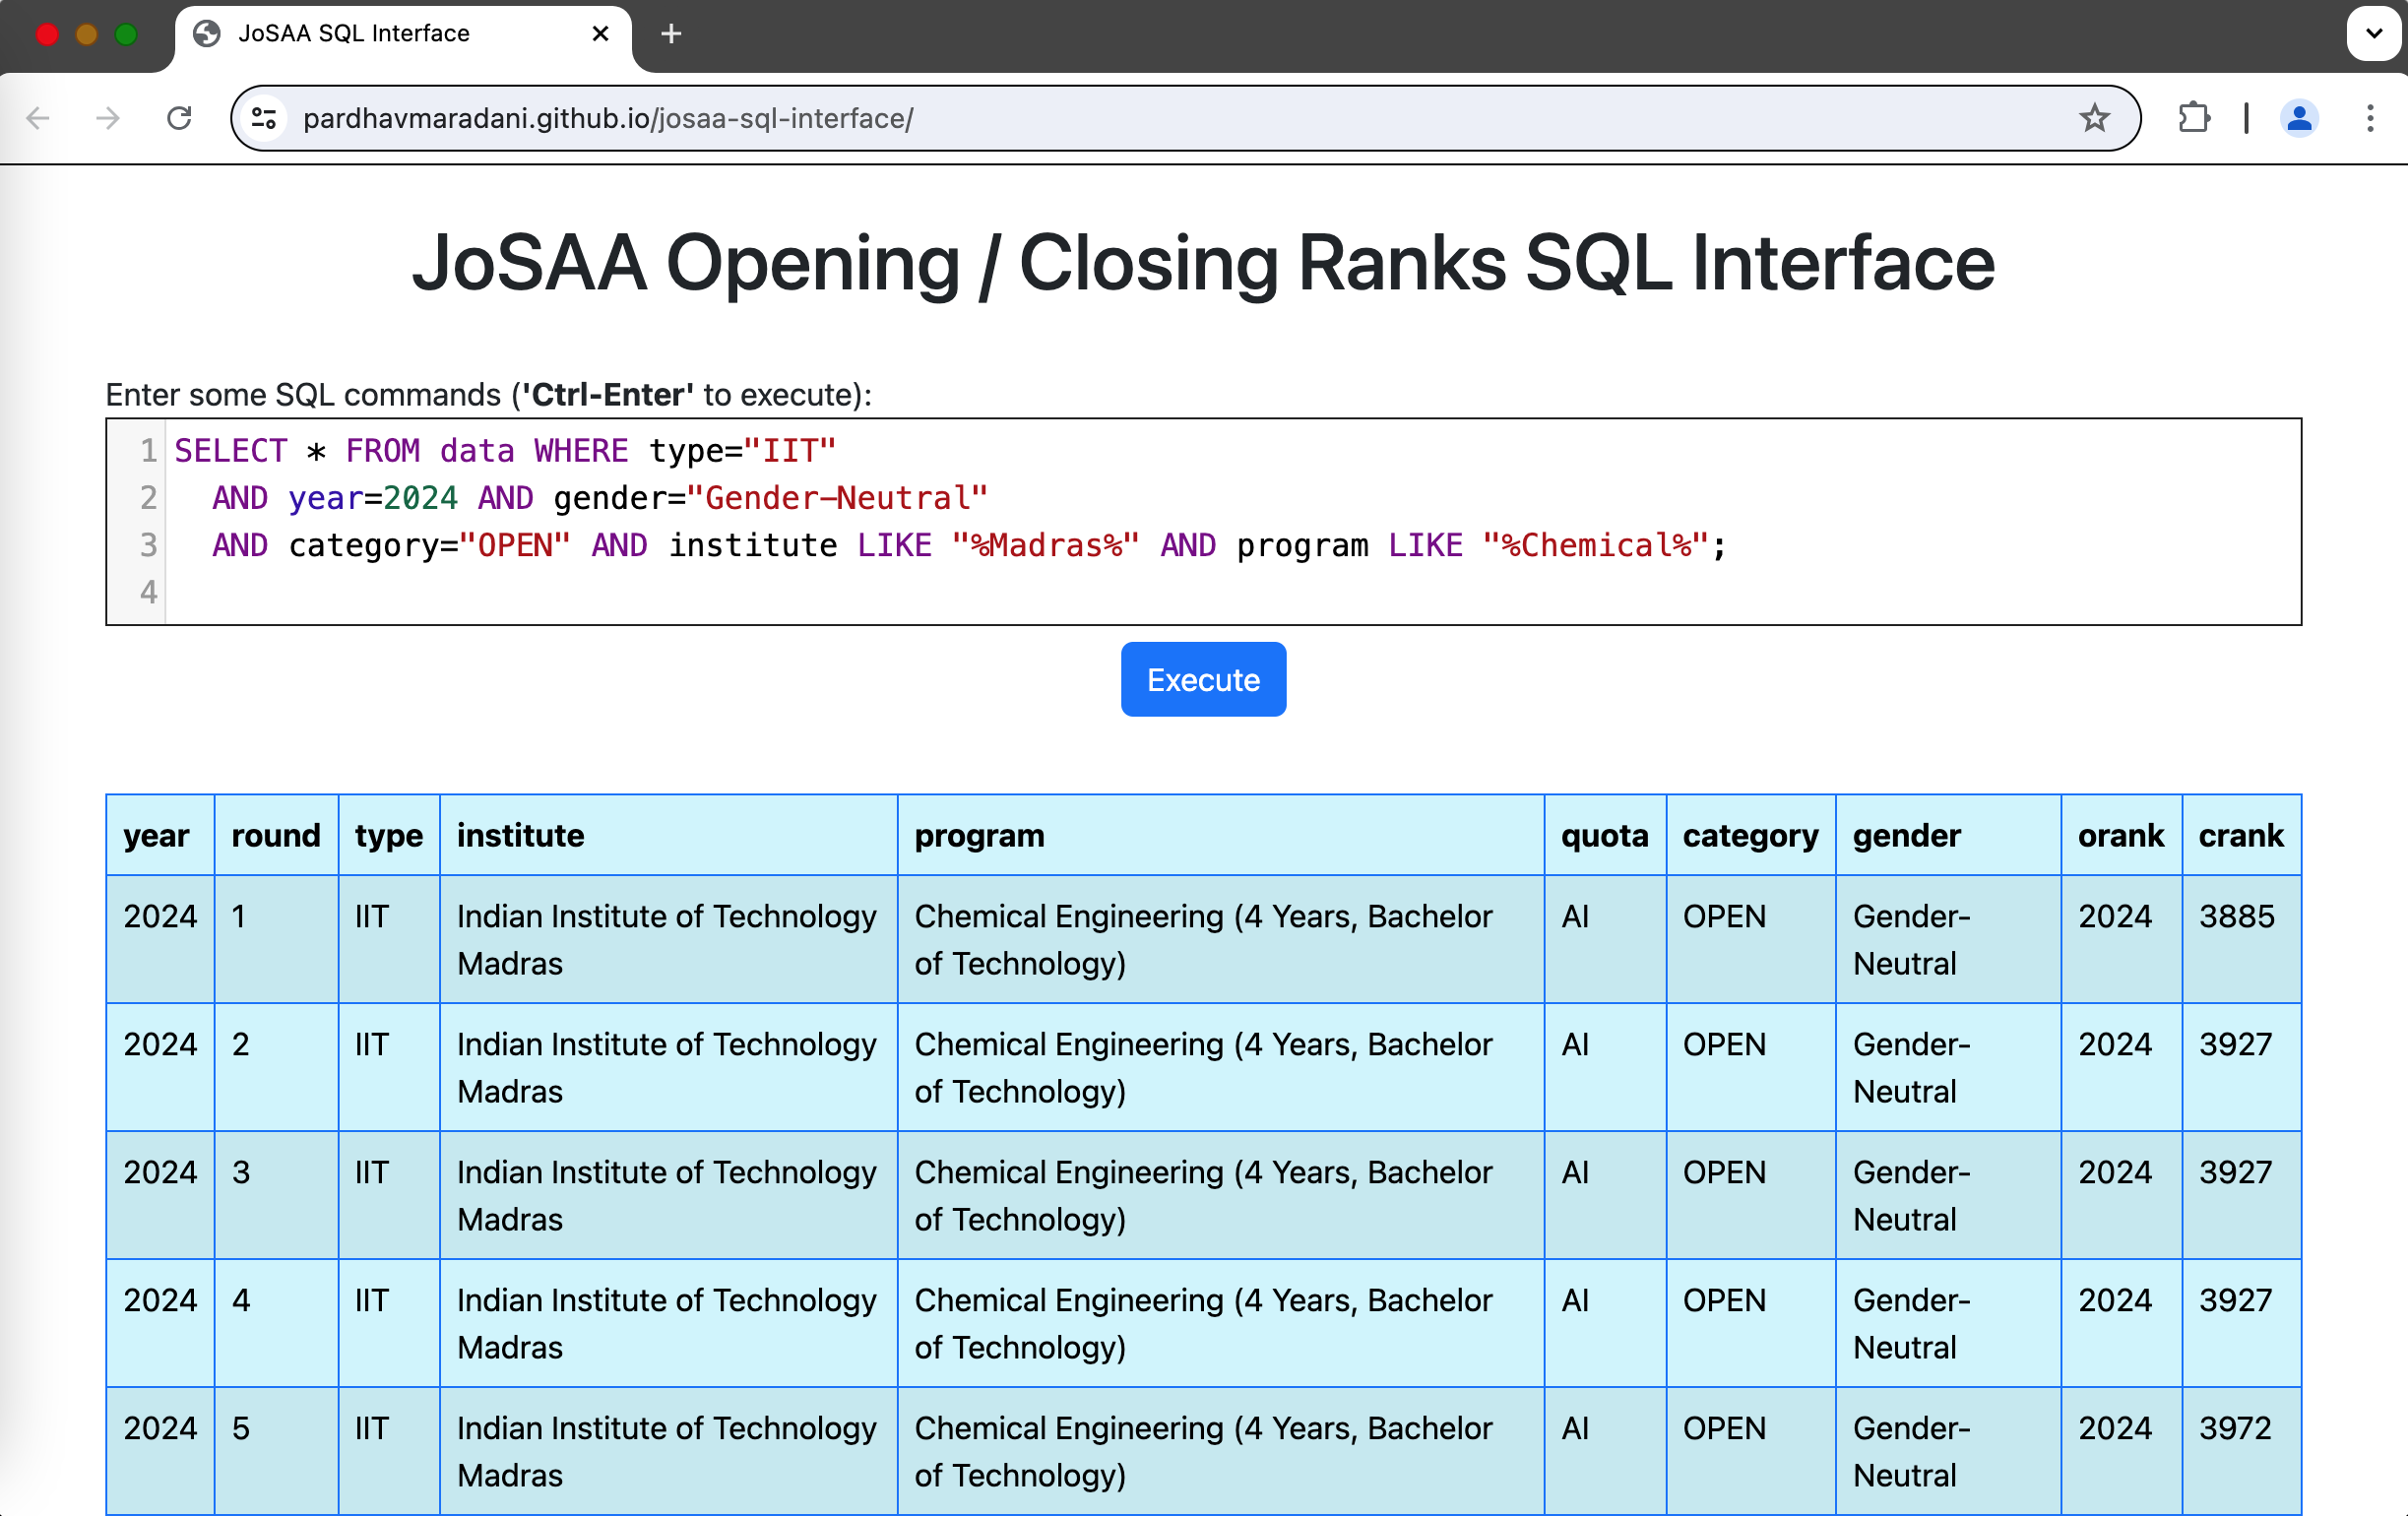 JoSAA SQL Interface
pardhavmaradani.github.io/josaa-sql-interface/
JoSAA Opening / Closing Ranks SQL Interface
Enter some SQL commands ('Ctrl-Enter' to execute):
1 SELECT * FROM data WHERE type="IIT"
2 AND year=2024 AND gender="Gender-Neutral"
3 AND category="OPEN" AND institute LIKE "%Madras%" AND program LIKE "%Chemical%";
4
Execute
year round type institute program quota category gender orank crank
2024 1 IIT Indian Institute of Technology Chemical Engineering (4 Years, Bachelor AI OPEN Gender- 2024 3885
Madras of Technology) Neutral
2024 2 IIT Indian Institute of Technology Chemical Engineering (4 Years, Bachelor AI OPEN Gender- 2024 3927
Madras of Technology) Neutral
2024 3 IIT Indian Institute of Technology Chemical Engineering (4 Years, Bachelor AI OPEN Gender- 2024 3927
Madras of Technology) Neutral
2024 4 IIT Indian Institute of Technology Chemical Engineering (4 Years, Bachelor AI OPEN Gender- 2024 3927
Madras of Technology) Neutral
2024 5 IIT Indian Institute of Technology Chemical Engineering (4 Years, Bachelor AI OPEN Gender- 2024 3972
Madras of Technology) Neutral